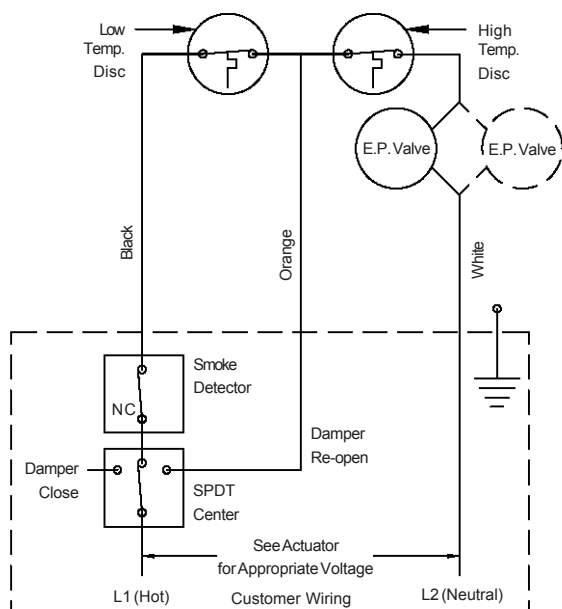 Low
Temp.
Disc
High
Temp.
Disc
E.P. Valve
E.P. Valve
Black
Orange
White
Smoke
Detector
NC
Damper
Re-open
Damper
Close
SPDT
Center
See Actuator
for Appropriate Voltage
L1 (Hot)
Customer Wiring
L2 (Neutral)